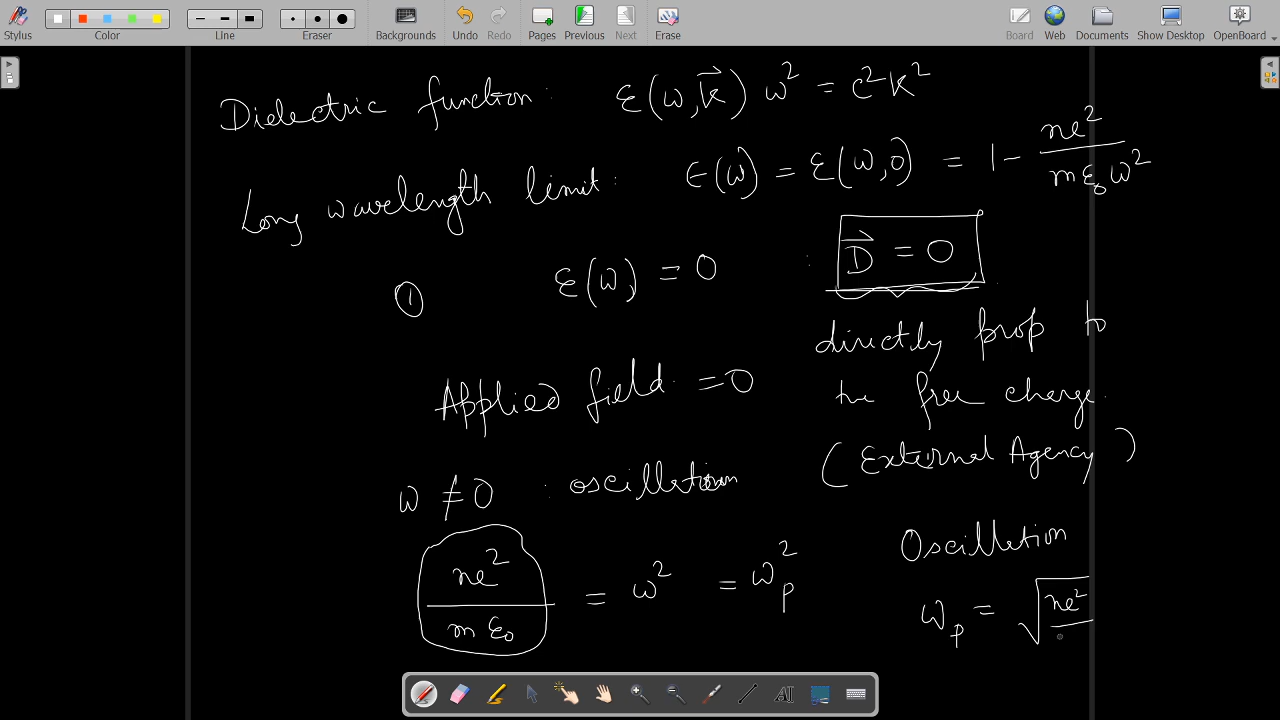 Stylus Color Line Eraser Backgrounds Undo Redo Pages Previous Next Erase Board Web Documents Show Desktop OpenBoard
Dielectric function: ε(ω,k⃗) ω² = c²k²
Long wavelength limit: ϵ(ω) = ε(ω,0) = 1 - ne²/mε₀ω²
① ε(ω) = 0 : D⃗ = 0
directly prop to
Applied field = 0
the free charge.
(External Agency)
ω ≠ 0 : oscilletion
Oscilletion
ne²/mε₀ = ω² = ωₚ²
ωₚ = √ne²